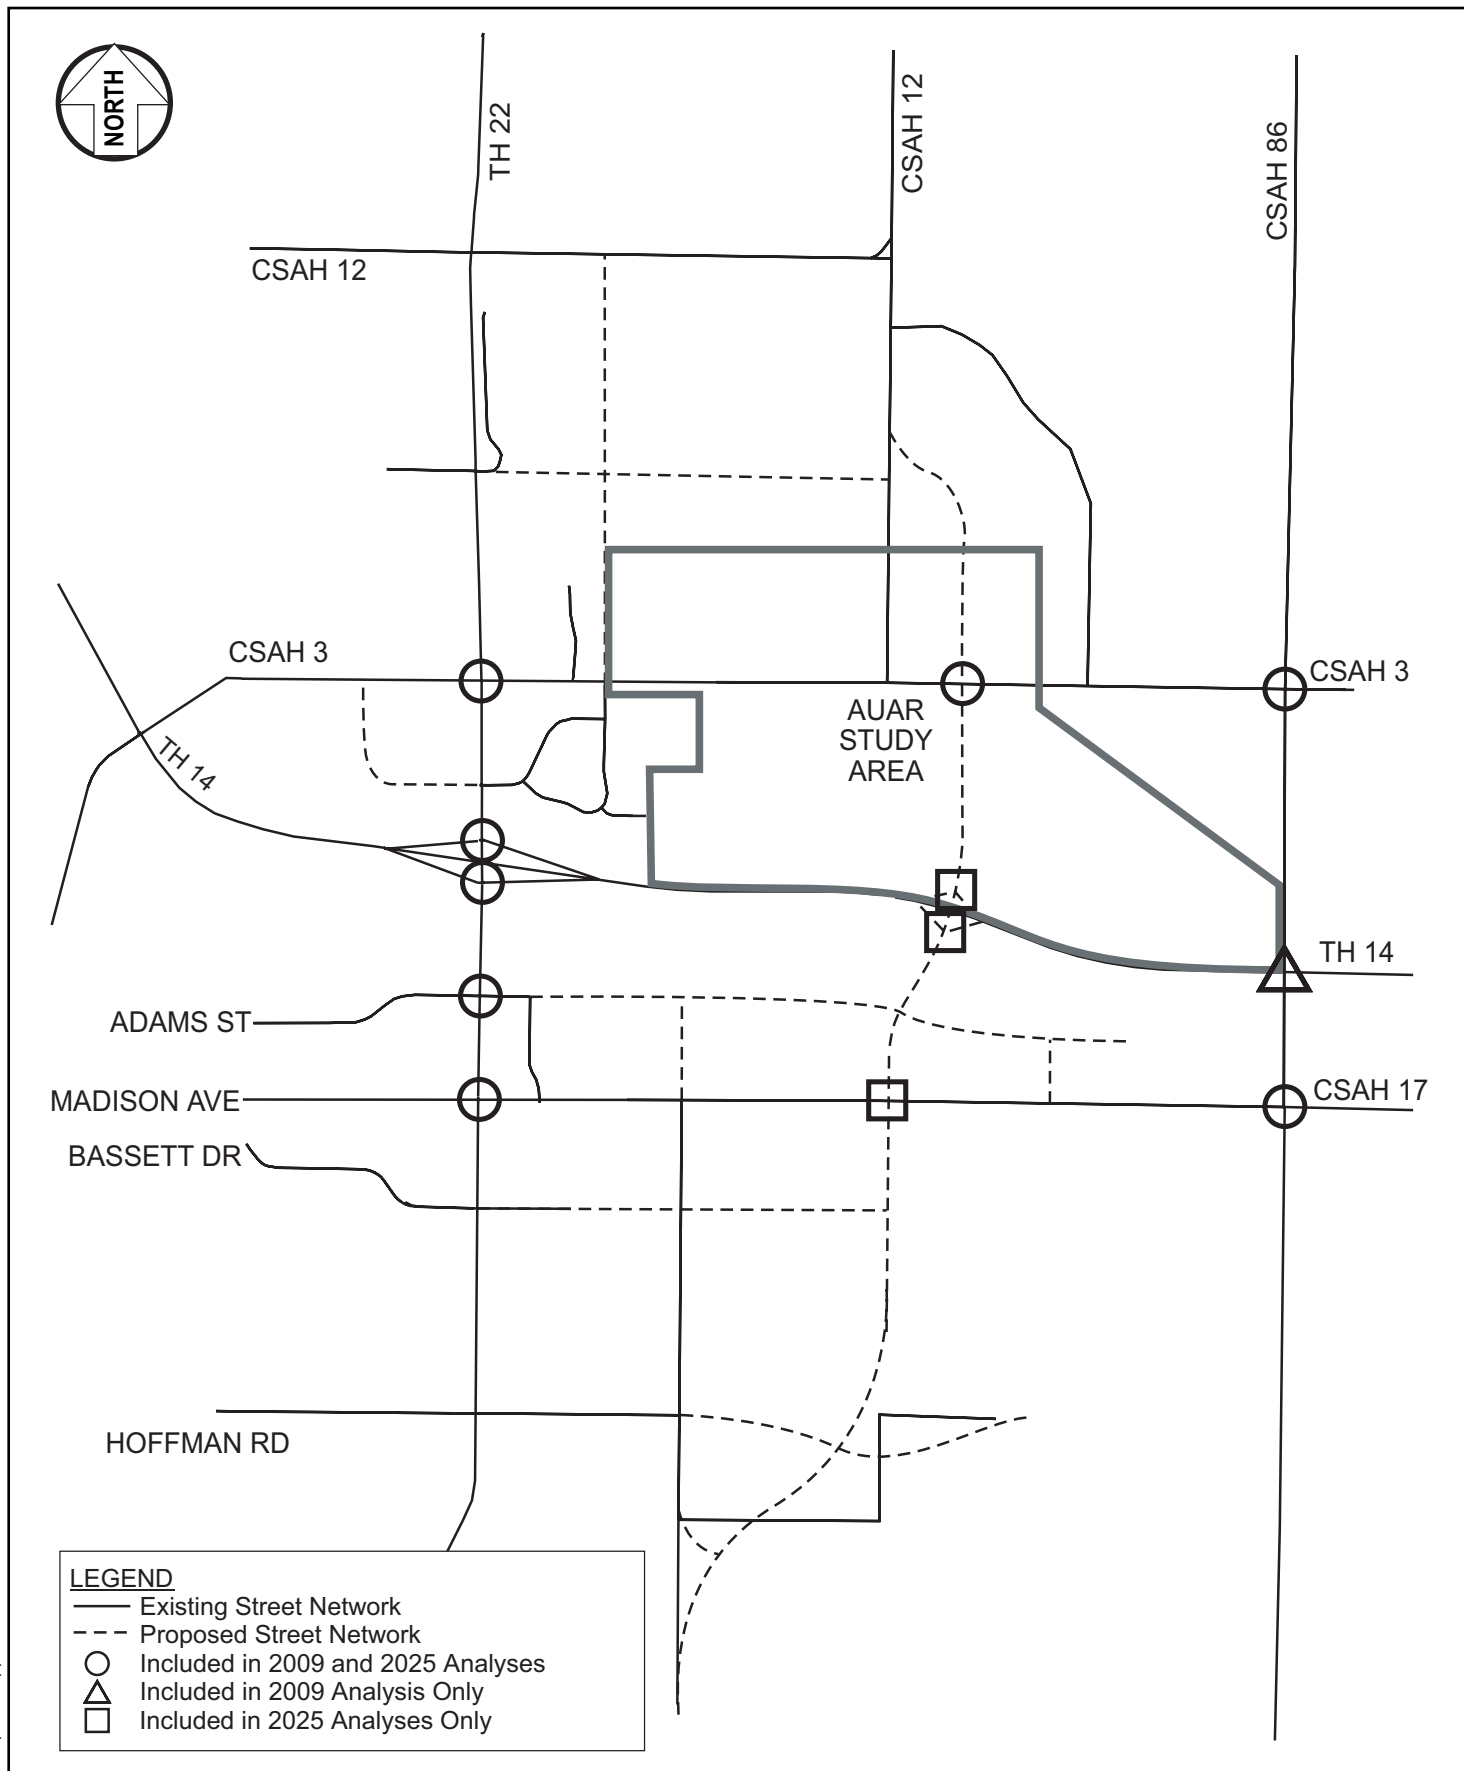 NORTH
TH 22
CSAH 12
CSAH 86
CSAH 12
CSAH 3
CSAH 3
AUAR
STUDY
AREA
TH 14
TH 14
ADAMS ST
MADISON AVE
CSAH 17
BASSETT DR
HOFFMAN RD
LEGEND
Existing Street Network
Proposed Street Network
Included in 2009 and 2025 Analyses
Included in 2009 Analysis Only
Included in 2025 Analyses Only